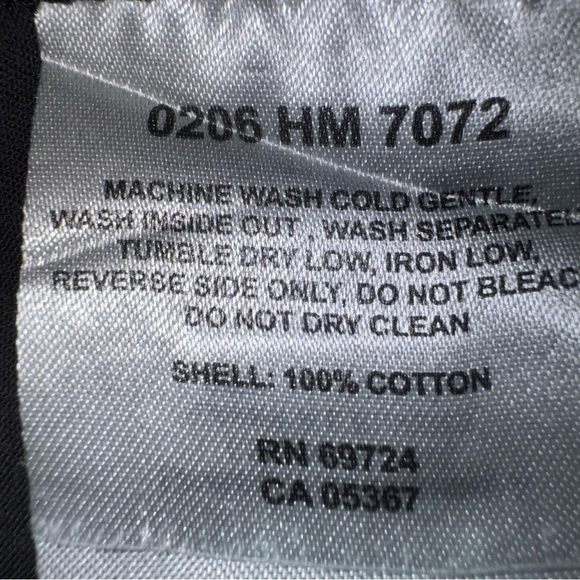 0206 HM 7072
MACHINE WASH COLD GENTLE,
WASH INSIDE OUT, WASH SEPARATEL
TUMBLE DRY LOW, IRON LOW,
REVERSE SIDE ONLY, DO NOT BLEAC
DO NOT DRY CLEAN
SHELL: 100% COTTON
RN 69724
CA 05367